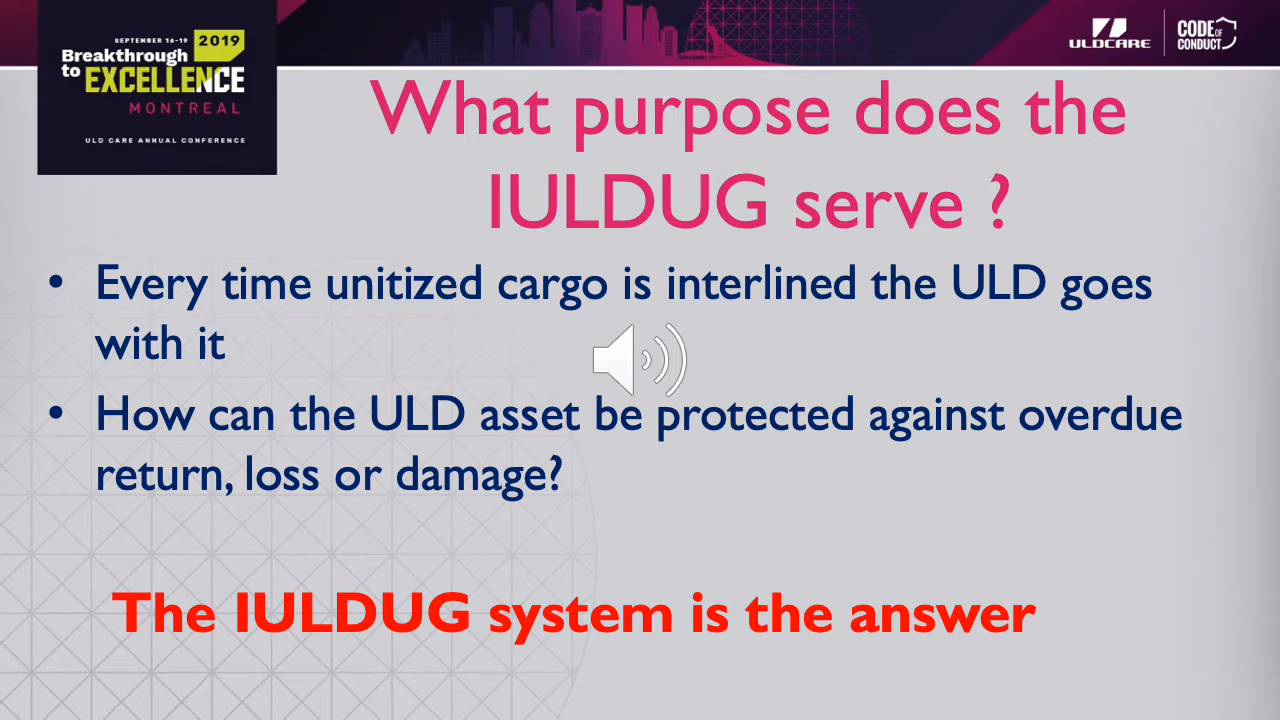 SEPTEMBER 16-19 2019
Breakthrough
to EXCELLENCE
MONTREAL
ULD CARE ANNUAL CONFERENCE
ULDCARE
CODE OF
CONDUCT
What purpose does the
IULDUG serve ?
• Every time unitized cargo is interlined the ULD goes
with it
• How can the ULD asset be protected against overdue
return, loss or damage?
The IULDUG system is the answer